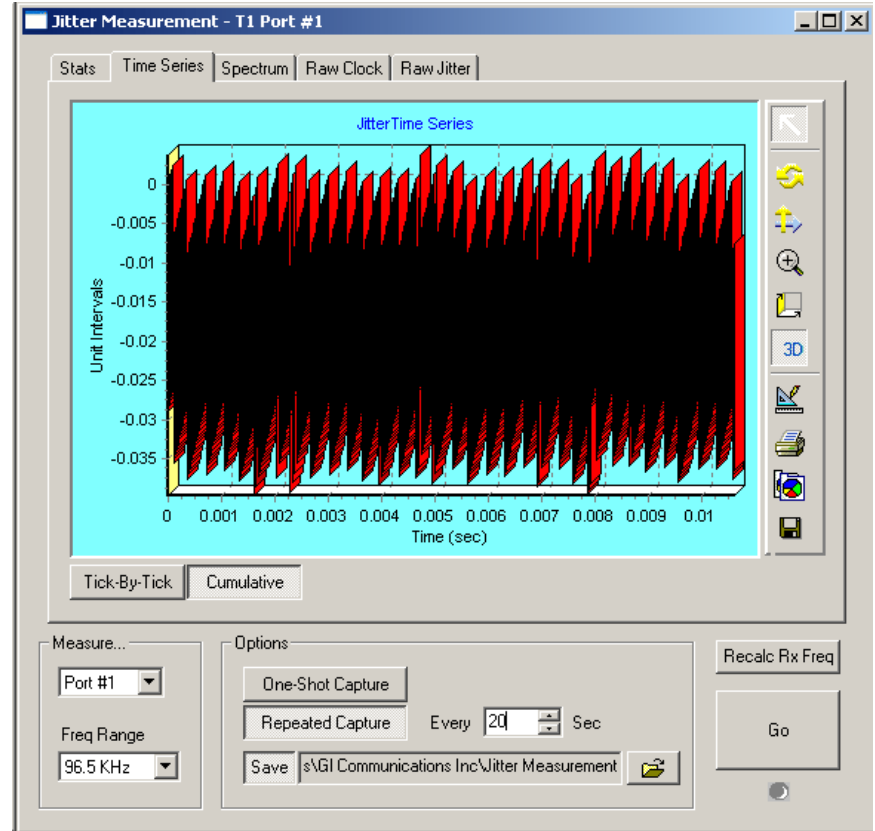 Jitter Measurement - T1 Port #1
Stats Time Series Spectrum Raw Clock Raw Jitter
JitterTime Series
0
-0.005
-0.01
-0.015
-0.02
-0.025
-0.03
-0.035
Unit Intervals
0 0.001 0.002 0.003 0.004 0.005 0.006 0.007 0.008 0.009 0.01
Time (sec)
3D
Tick-By-Tick Cumulative
Measure...
Port #1
Freq Range
96.5 KHz
Options
One-Shot Capture
Repeated Capture Every 20 Sec
Save s\GI Communications Inc\Jitter Measurement
Recalc Rx Freq
Go